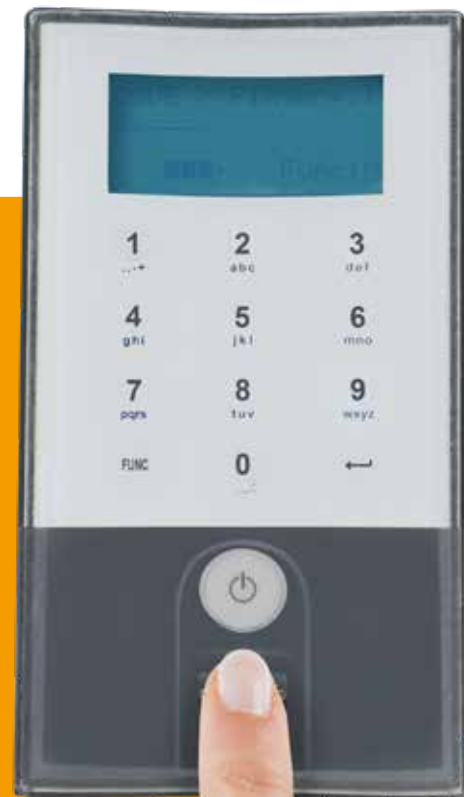 1 2 3
..-+ abc def
4 5 6
ghi jkl mno
7 8 9
pqrs tuv wxyz
FUNC 0